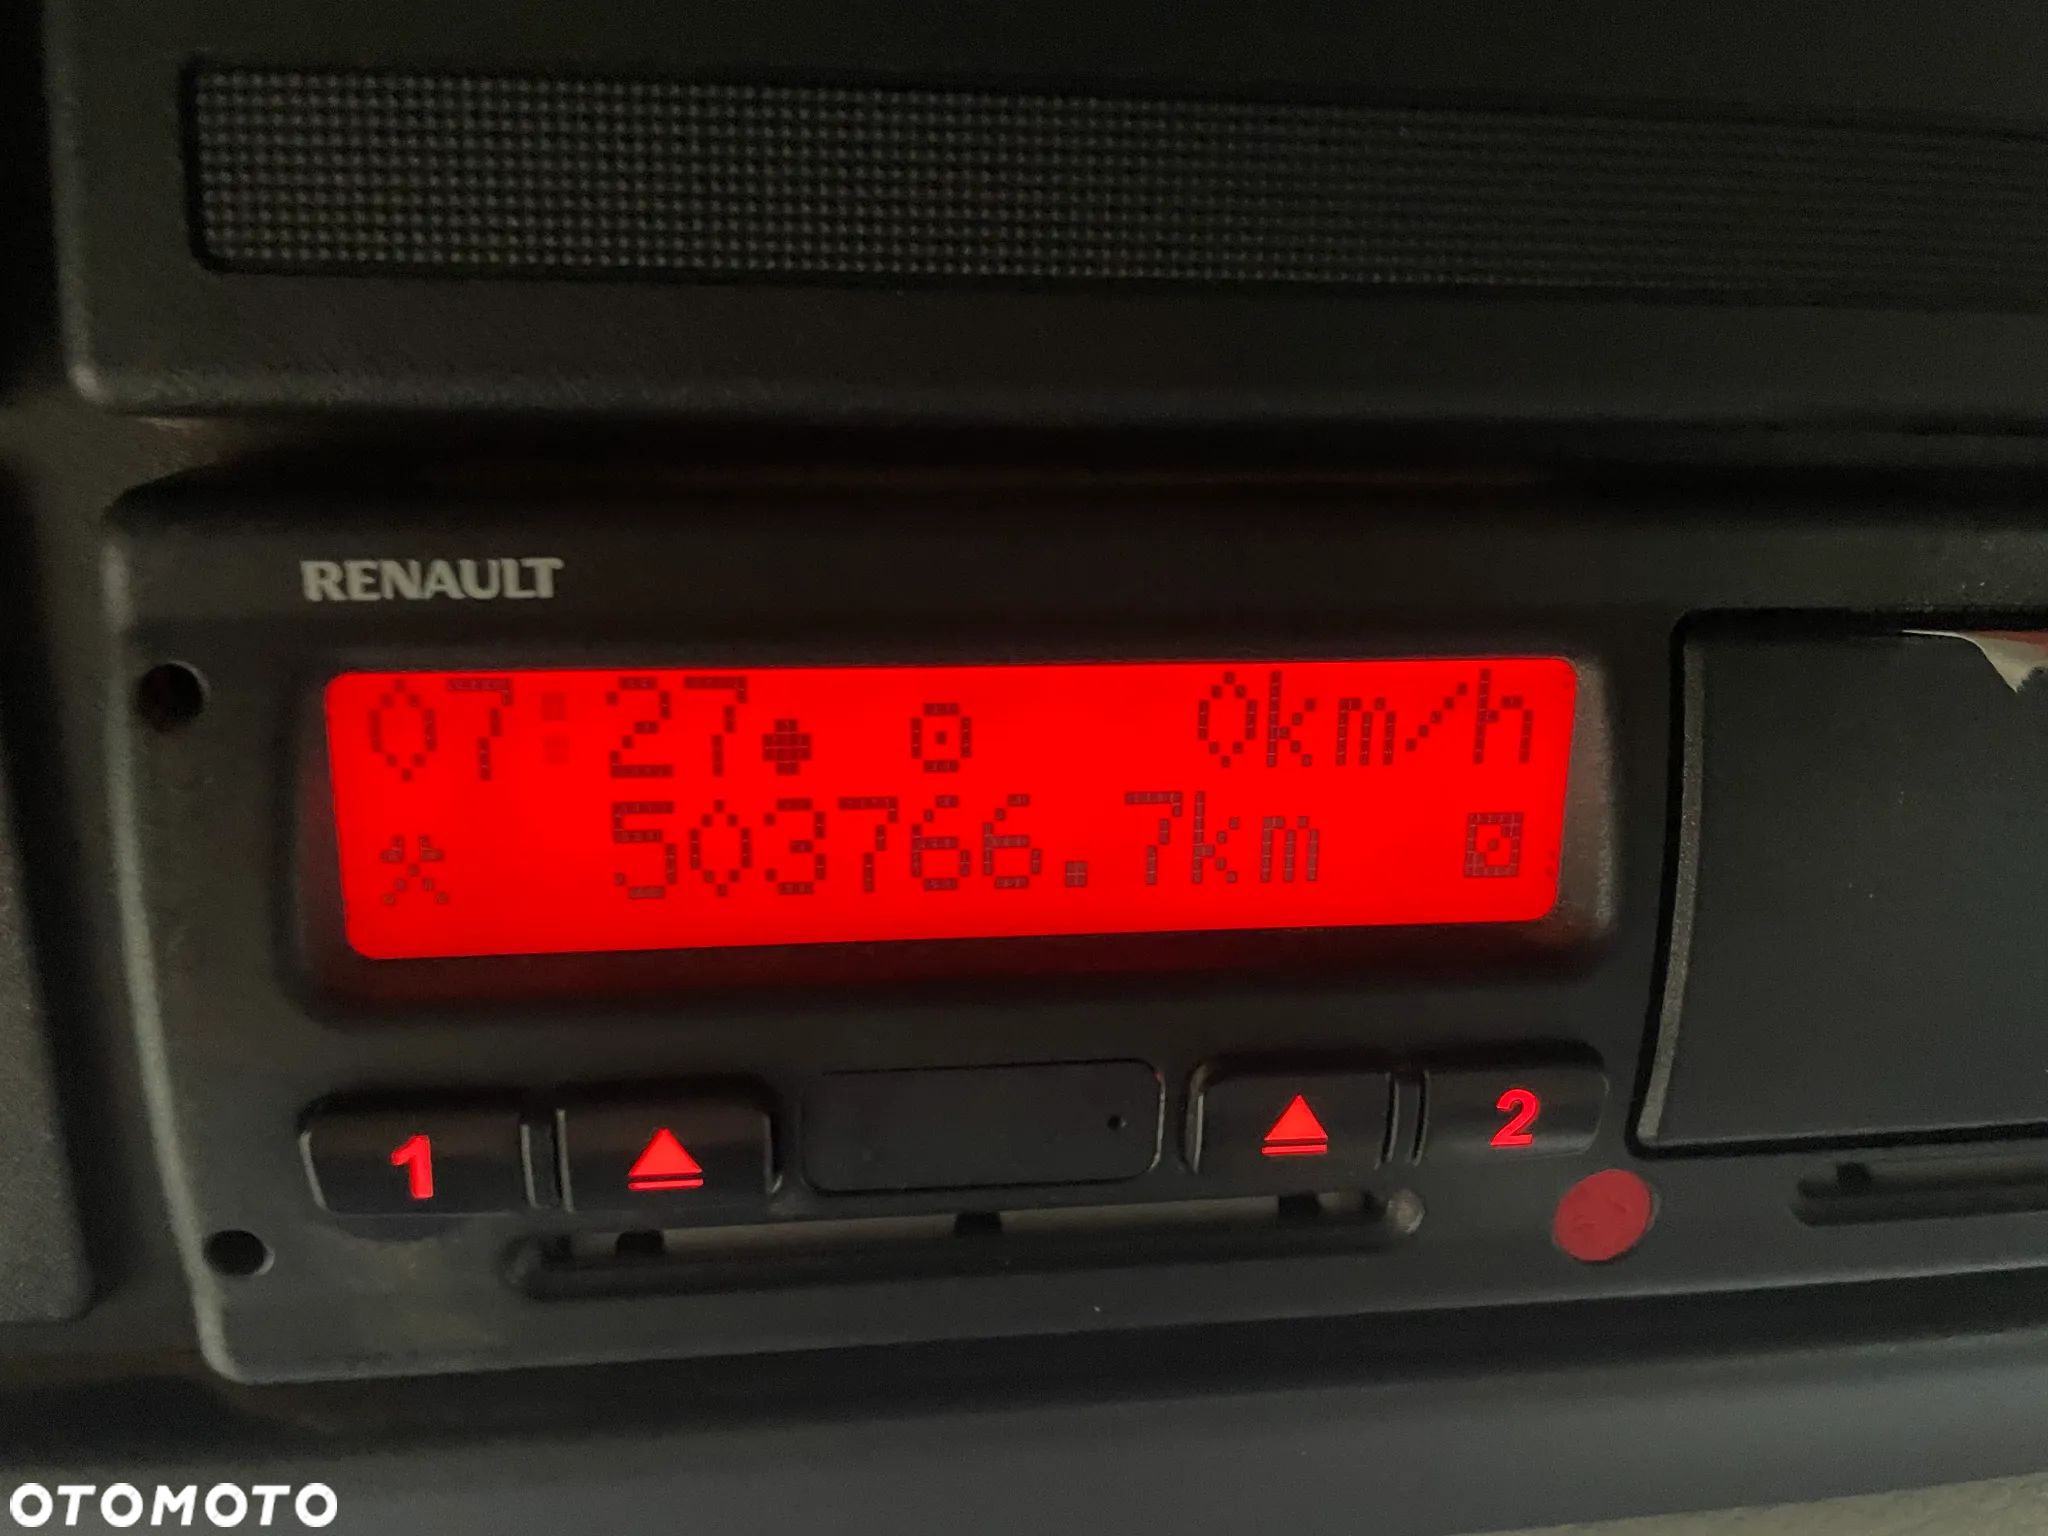 RENAULT
07:27 0km/h
503766.7km
1 2
OTOMOTO